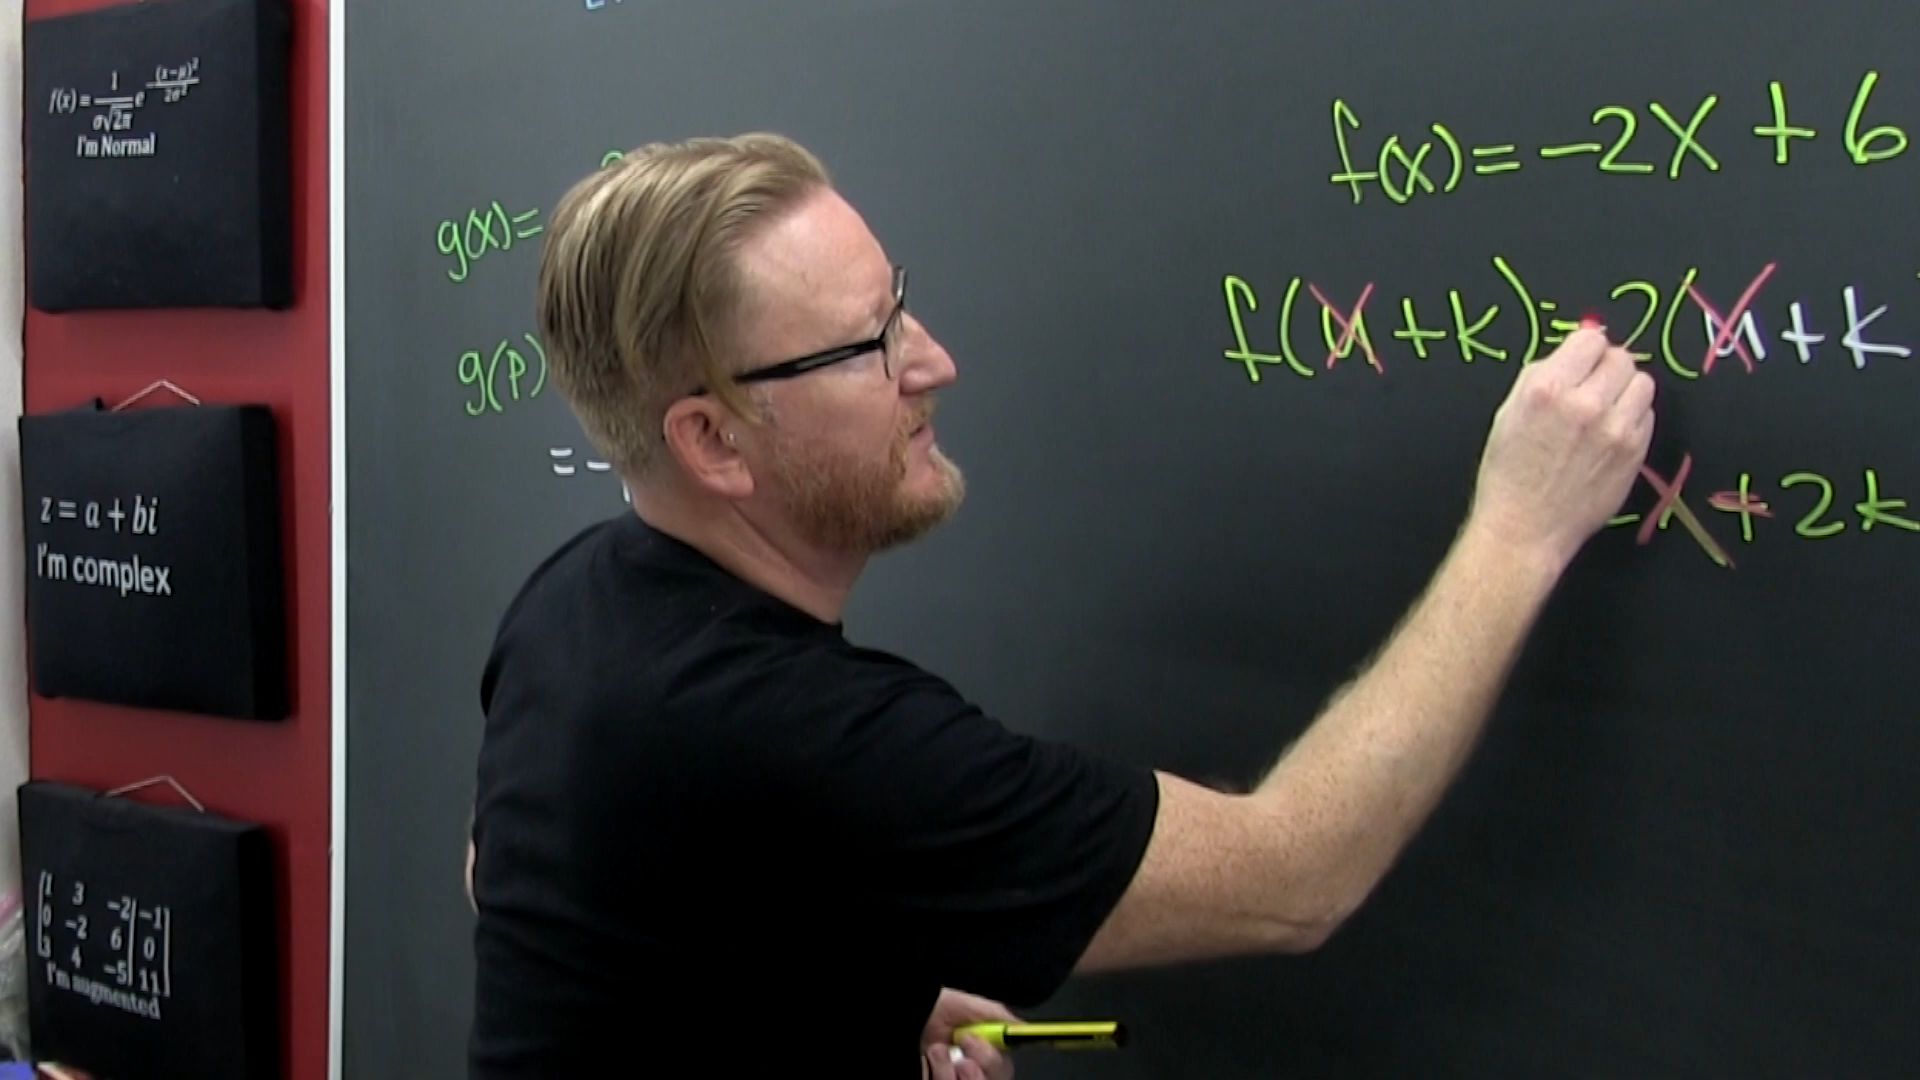 f(x) = 1/(σ√2π) e^-(x-μ)²/2σ²
I'm Normal
z = a + bi
I'm complex
1 3 -2 -1
0 -2 6 0
3 4 -5 11
I'm augmented
g(x)=
g(p)
= -
f(x) = -2x + 6
f( + k) = 2( + k
+ 2k